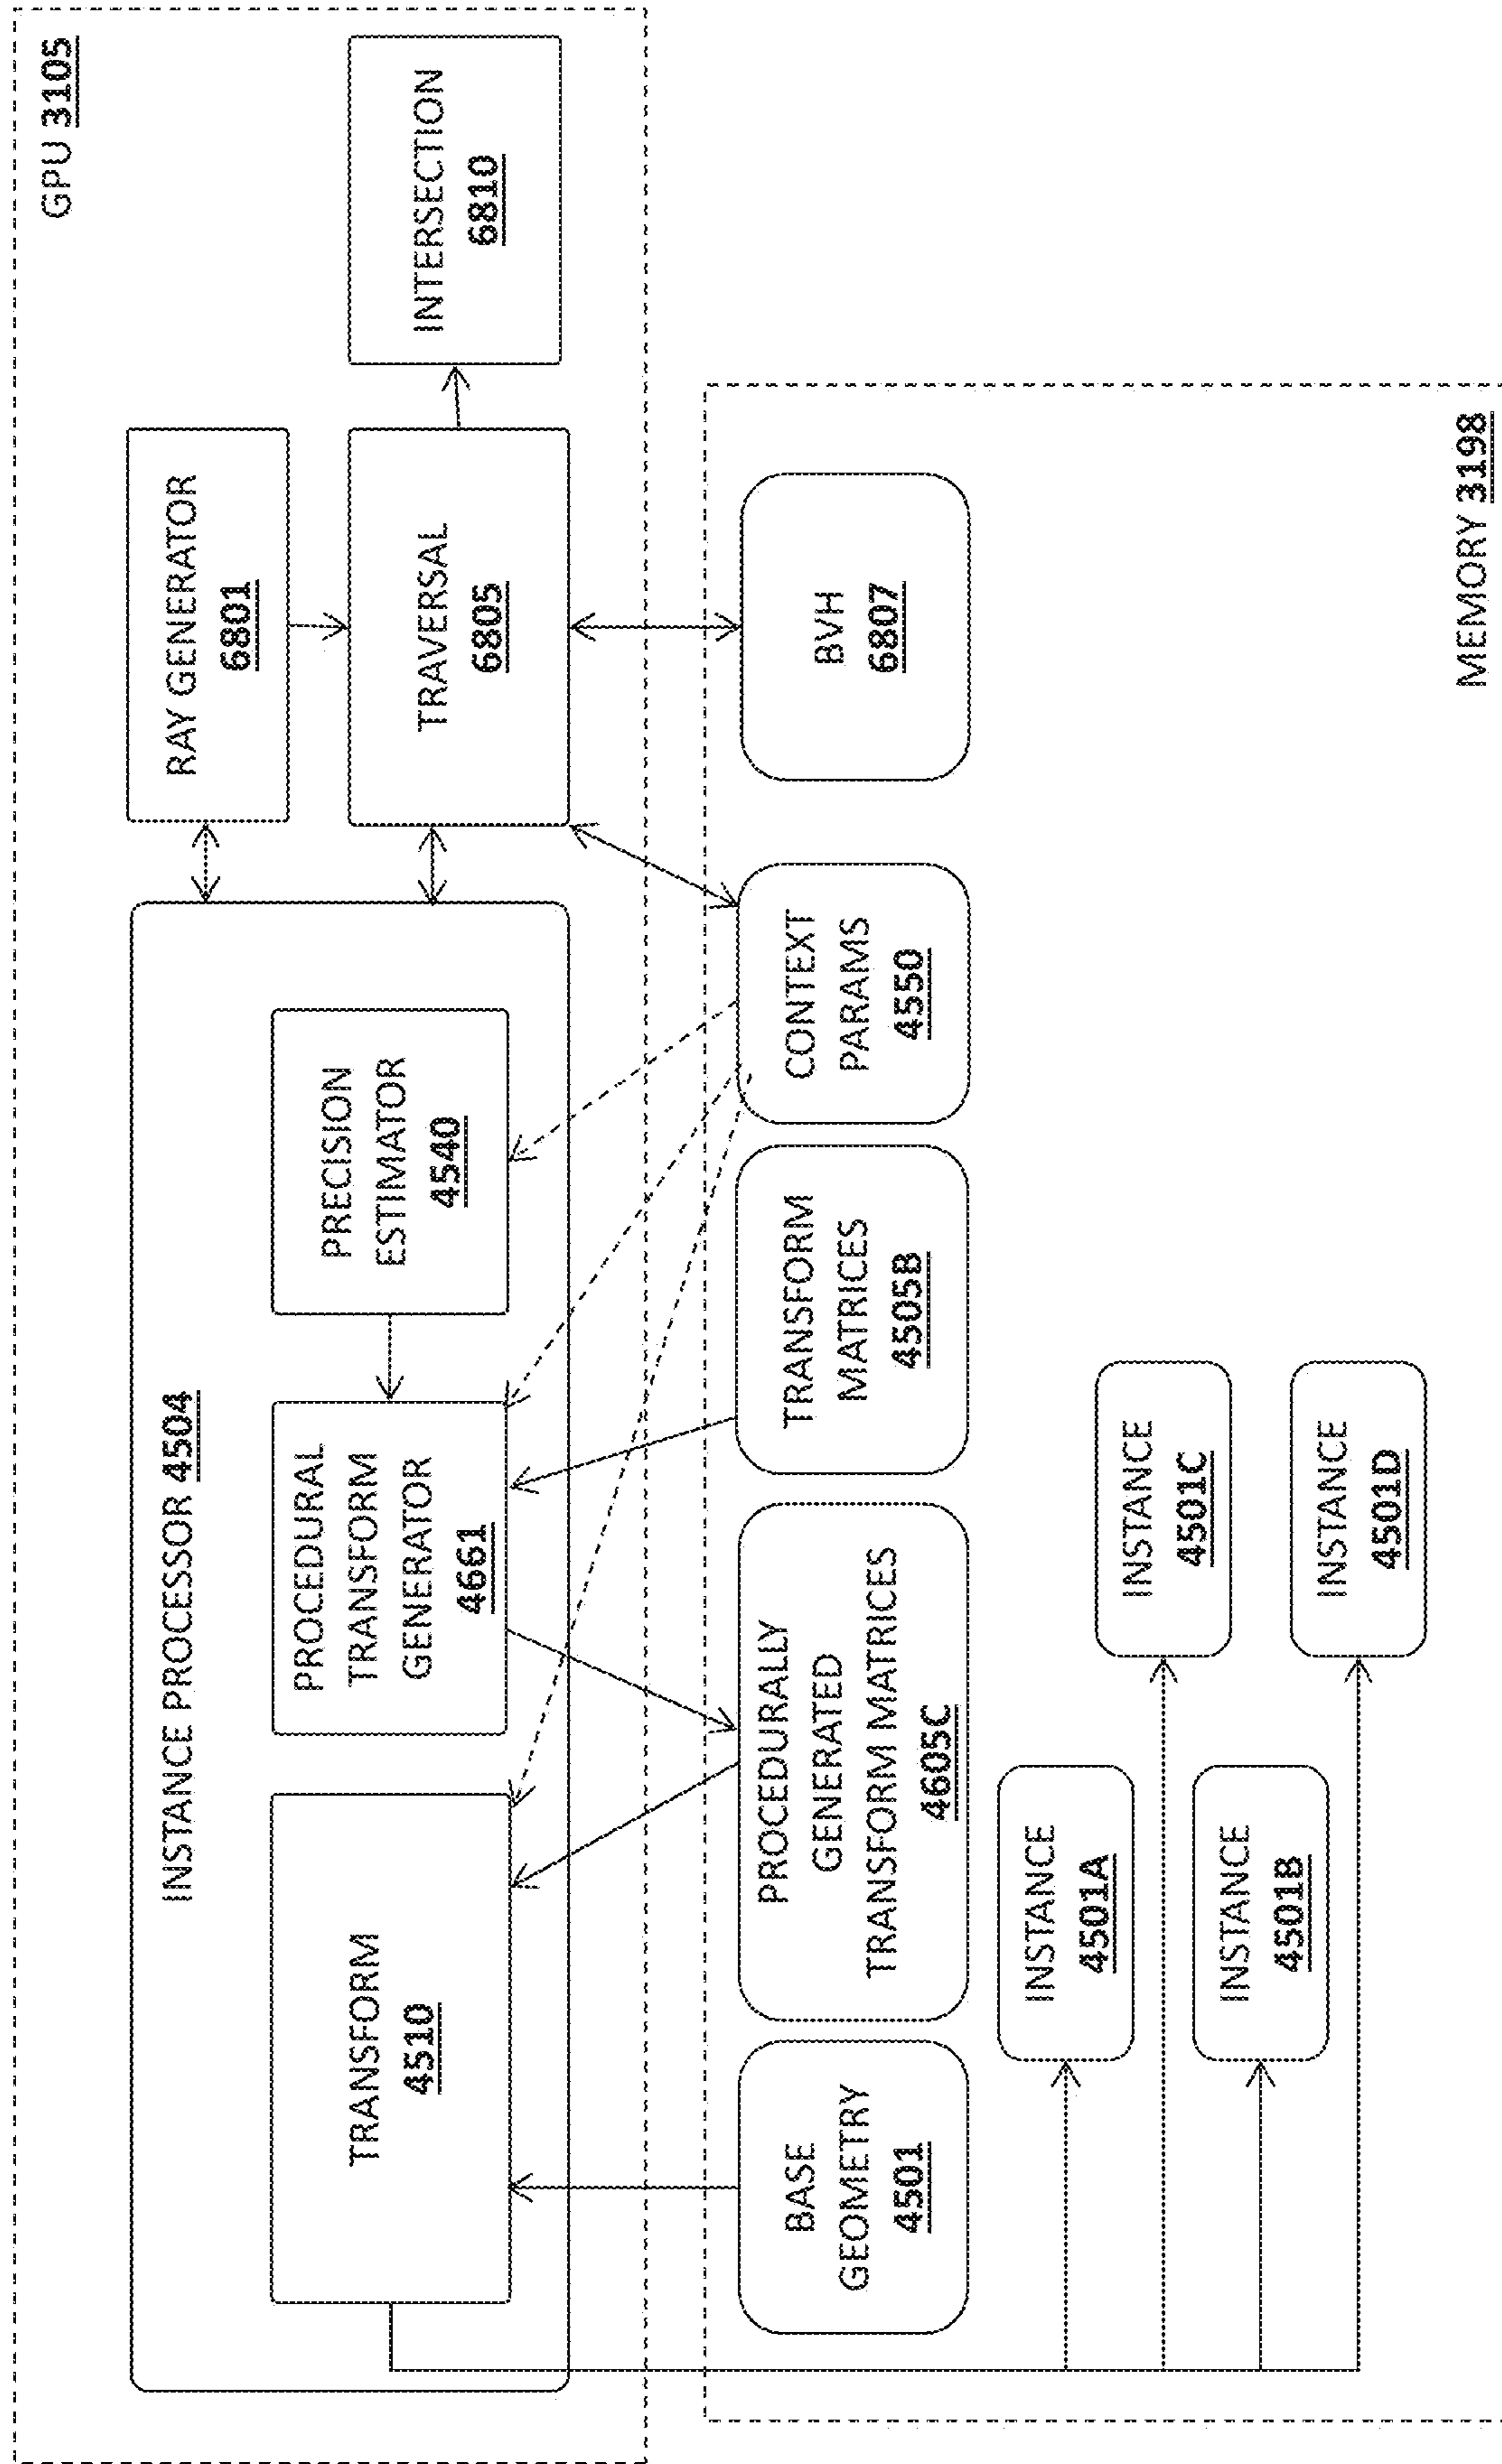 GPU 3105
INSTANCE PROCESSOR 4504
TRANSFORM
4510
PROCEDURAL
TRANSFORM
GENERATOR
4661
PRECISION
ESTIMATOR
4540
RAY GENERATOR
6801
TRAVERSAL
6805
INTERSECTION
6810
BASE
GEOMETRY
4501
PROCEDURALLY
GENERATED
TRANSFORM MATRICES
4605C
TRANSFORM
MATRICES
4505B
CONTEXT
PARAMS
4550
BVH
6807
INSTANCE
4501A
INSTANCE
4501C
INSTANCE
4501B
INSTANCE
4501D
MEMORY 3198